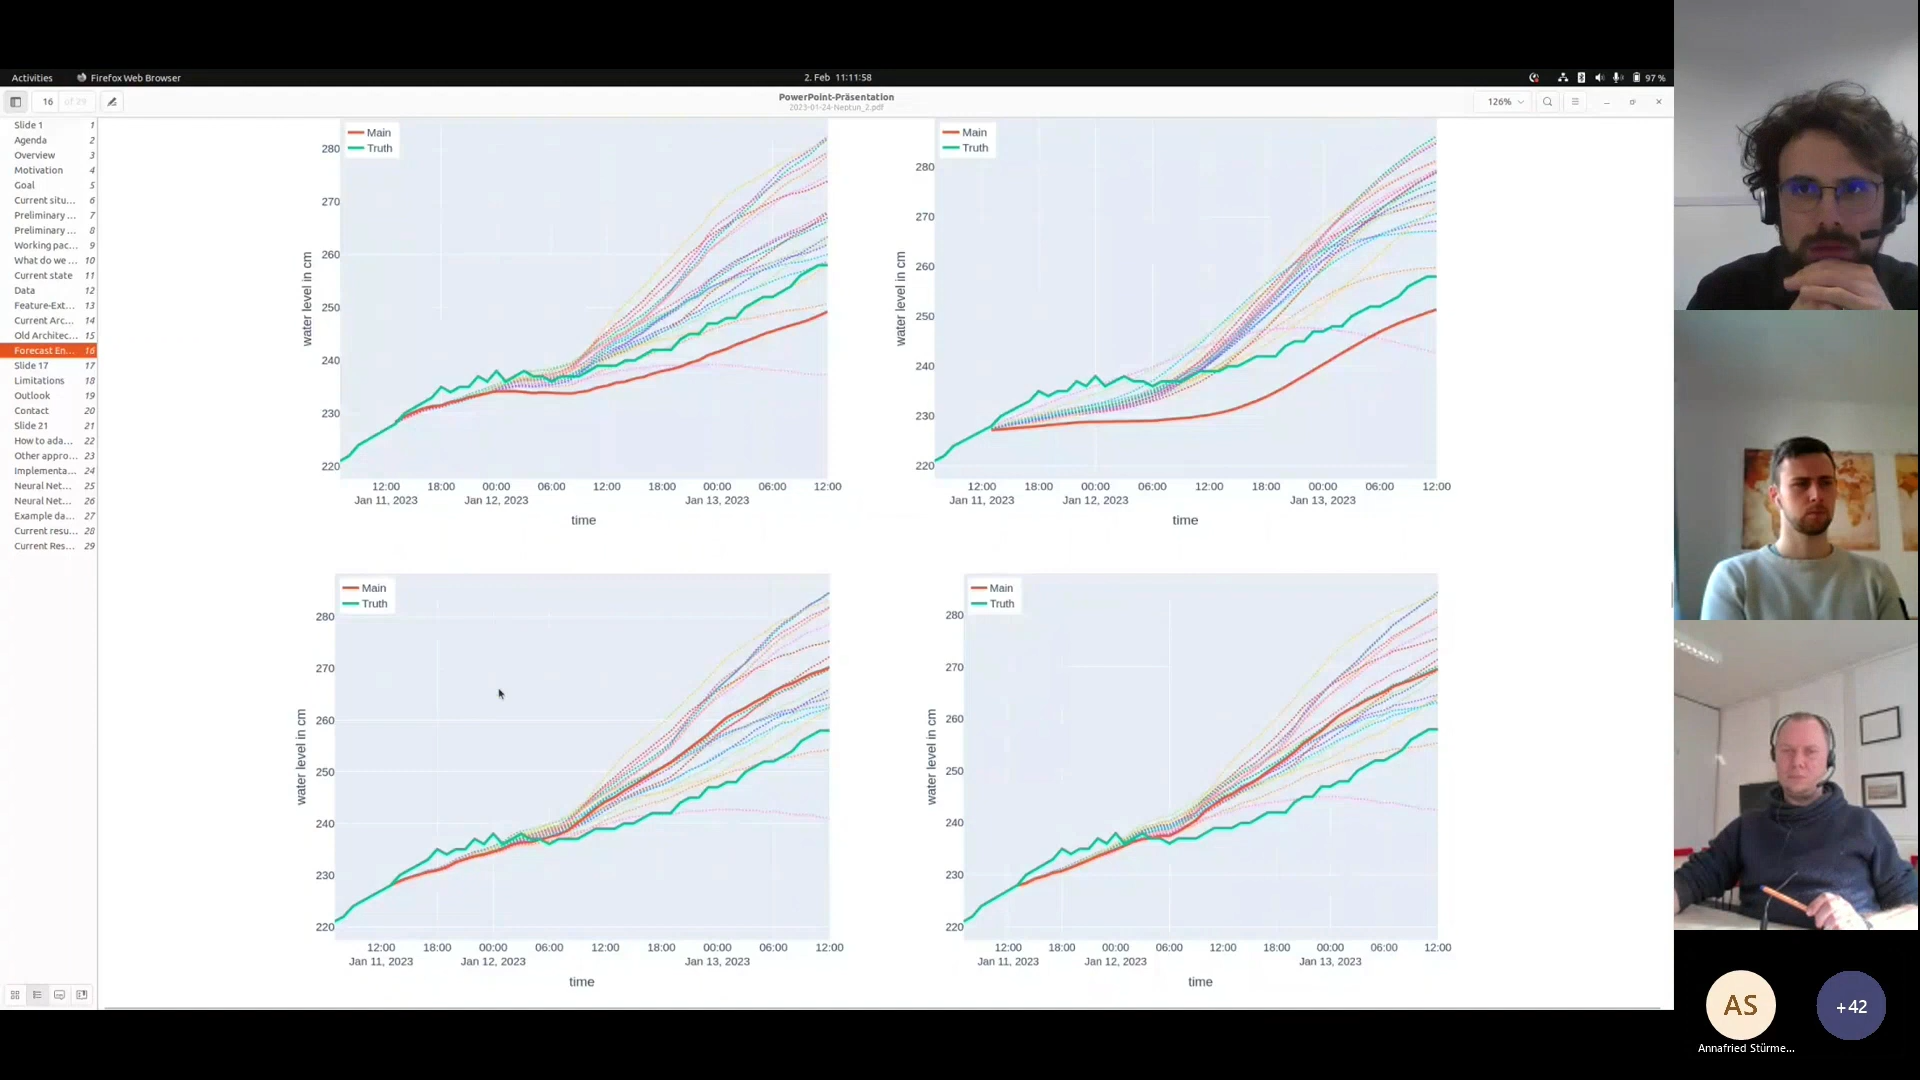 Activities Firefox Web Browser 2. Feb 11:11:58 97 %
16 of 29 PowerPoint-Präsentation 126%
2023-01-24-Neptun_2.pdf
Slide 1 1
Agenda 2
Overview 3
Motivation 4
Goal 5
Current situ... 6
Preliminary ... 7
Preliminary ... 8
Working pac... 9
What do we ... 10
Current state 11
Data 12
Feature-Ext... 13
Current Arc... 14
Old Architec... 15
Forecast En... 16
Slide 17 17
Limitations 18
Outlook 19
Contact 20
Slide 21 21
How to ada... 22
Other appro... 23
Implementa... 24
Neural Net... 25
Neural Net... 26
Example da... 27
Current resu... 28
Current Res... 29
Main
Truth
280
270
260
250
240
230
220
water level in cm
12:00 18:00 00:00 06:00 12:00 18:00 00:00 06:00 12:00
Jan 11, 2023 Jan 12, 2023 Jan 13, 2023
time
Main
Truth
280
270
260
250
240
230
220
water level in cm
12:00 18:00 00:00 06:00 12:00 18:00 00:00 06:00 12:00
Jan 11, 2023 Jan 12, 2023 Jan 13, 2023
time
Main
Truth
280
270
260
250
240
230
220
water level in cm
12:00 18:00 00:00 06:00 12:00 18:00 00:00 06:00 12:00
Jan 11, 2023 Jan 12, 2023 Jan 13, 2023
time
Main
Truth
280
270
260
250
240
230
220
water level in cm
12:00 18:00 00:00 06:00 12:00 18:00 00:00 06:00 12:00
Jan 11, 2023 Jan 12, 2023 Jan 13, 2023
time
AS +42
Annafried Stürme...